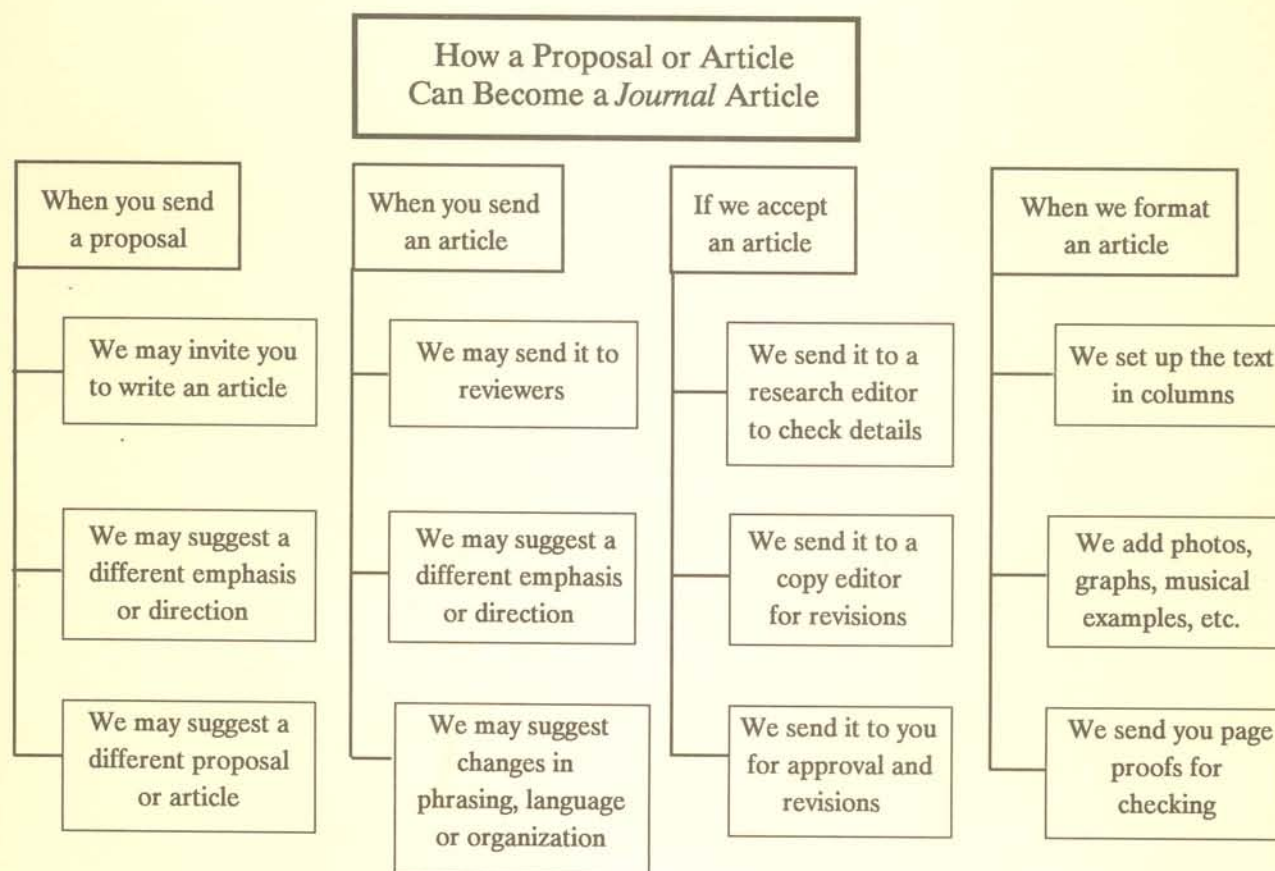 How a Proposal or Article
Can Become a Journal Article
When you send
a proposal
We may invite you
to write an article
We may suggest a
different emphasis
or direction
We may suggest a
different proposal
or article
When you send
an article
We may send it to
reviewers
We may suggest a
different emphasis
or direction
We may suggest
changes in
phrasing, language
or organization
If we accept
an article
We send it to a
research editor
to check details
We send it to a
copy editor
for revisions
We send it to you
for approval and
revisions
When we format
an article
We set up the text
in columns
We add photos,
graphs, musical
examples, etc.
We send you page
proofs for
checking